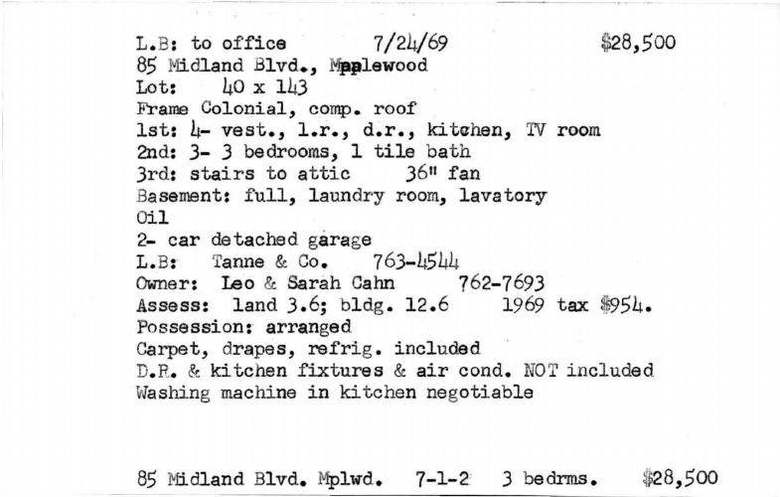 L.B: to office 7/24/69 $28,500
85 Midland Blvd., Maplewood
Lot: 40 x 143
Frame Colonial, comp. roof
1st: 4- vest., l.r., d.r., kitchen, TV room
2nd: 3- 3 bedrooms, 1 tile bath
3rd: stairs to attic 36" fan
Basement: full, laundry room, lavatory
Oil
2- car detached garage
L.B: Tanne & Co. 763-4544
Owner: Leo & Sarah Cahn 762-7693
Assess: land 3.6; bldg. 12.6 1969 tax $954.
Possession: arranged
Carpet, drapes, refrig. included
D.R. & kitchen fixtures & air cond. NOT included
Washing machine in kitchen negotiable
85 Midland Blvd. Mplwd. 7-1-2 3 bedrms. $28,500